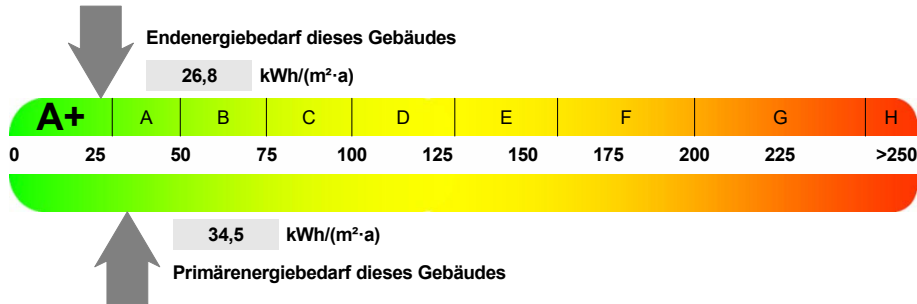 Endenergiebedarf dieses Gebäudes
26,8 kWh/(m²·a)
A+ A B C D E F G H
0 25 50 75 100 125 150 175 200 225 >250
34,5 kWh/(m²·a)
Primärenergiebedarf dieses Gebäudes